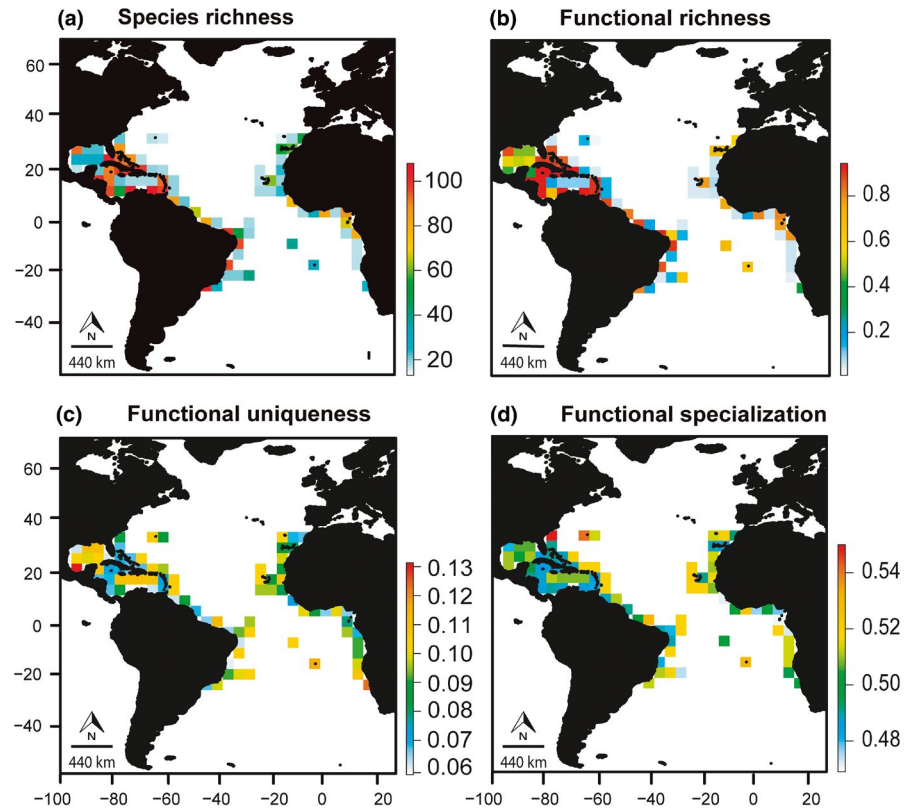 (a) Species richness
(b) Functional richness
60
40
20
0
−20
−40
N
440 km
100
80
60
40
20
N
440 km
0.8
0.6
0.4
0.2
(c) Functional uniqueness
(d) Functional specialization
60
40
20
0
−20
−40
N
440 km
0.13
0.12
0.11
0.10
0.09
0.08
0.07
0.06
N
440 km
0.54
0.52
0.50
0.48
−100 −80 −60 −40 −20 0 20
−100 −80 −60 −40 −20 0 20